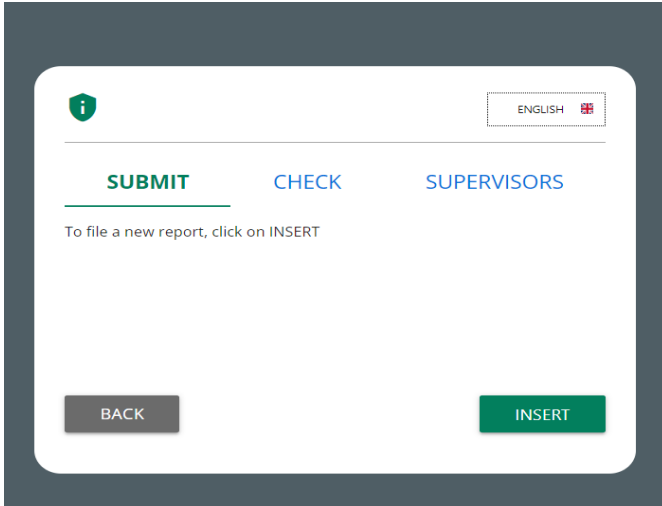 ENGLISH
SUBMIT CHECK SUPERVISORS
To file a new report, click on INSERT
BACK INSERT